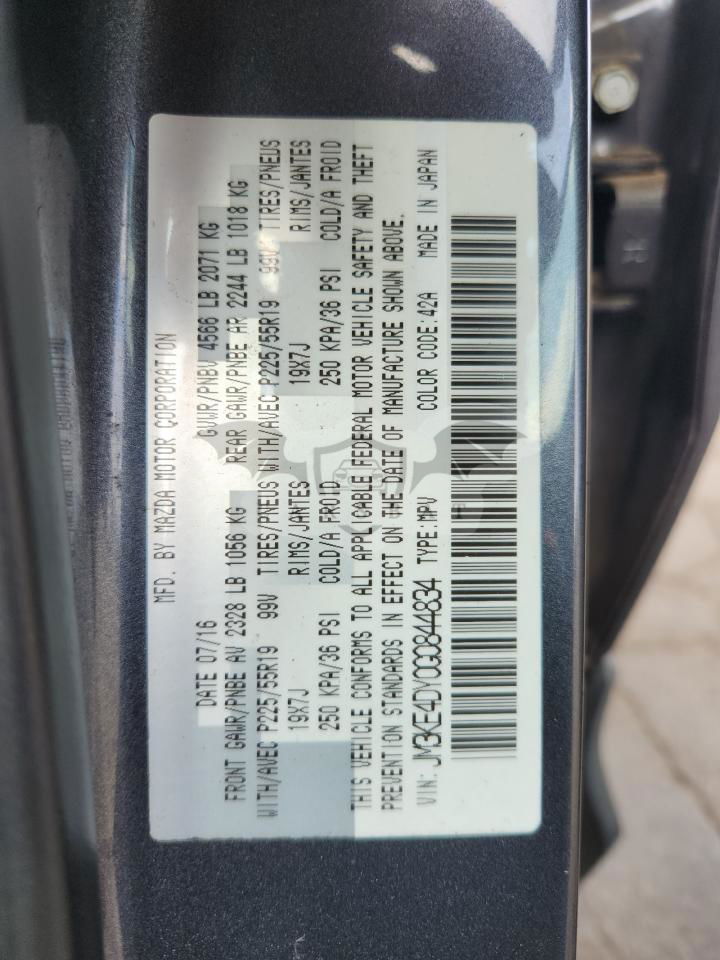 MFD. BY MAZDA MOTOR CORPORATION
DATE 07/16 GVWR/PNBV 4566 LB 2071 KG
FRONT GAWR/PNBE AV 2328 LB 1056 KG REAR GAWR/PNBE AR 2244 LB 1018 KG
WITH/AVEC P225/55R19 99V TIRES/PNEUS WITH/AVEC P225/55R19 99V TIRES/PNEUS
19X7J RIMS/JANTES 19X7J RIMS/JANTES
250 KPA/36 PSI COLD/A FROID 250 KPA/36 PSI COLD/A FROID
THIS VEHICLE CONFORMS TO ALL APPLICABLE FEDERAL MOTOR VEHICLE SAFETY AND THEFT
PREVENTION STANDARDS IN EFFECT ON THE DATE OF MANUFACTURE SHOWN ABOVE.
VIN: JM3KE4DY0G0844834 TYPE:MPV COLOR CODE:42A MADE IN JAPAN